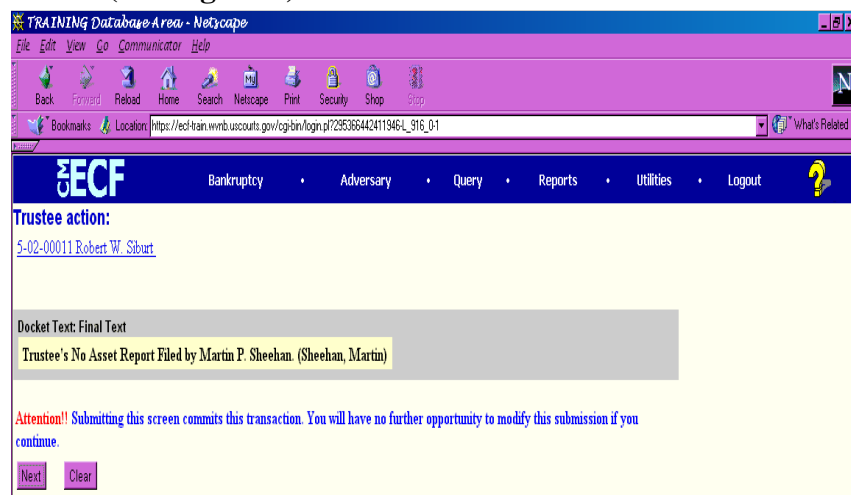 TRAINING Database Area - Netscape
File Edit View Go Communicator Help
Back Forward Reload Home Search Netscape Print Security Shop Stop
Bookmarks Location: https://ecf-train.wvnb.uscourts.gov/cgi-bin/login.pl?295366442411946-L_916_0-1 What's Related
CM ECF Bankruptcy • Adversary • Query • Reports • Utilities • Logout ?
Trustee action:
5-02-00011 Robert W. Siburt
Docket Text: Final Text
Trustee's No Asset Report Filed by Martin P. Sheehan. (Sheehan, Martin)
Attention!! Submitting this screen commits this transaction. You will have no further opportunity to modify this submission if you
continue.
Next Clear